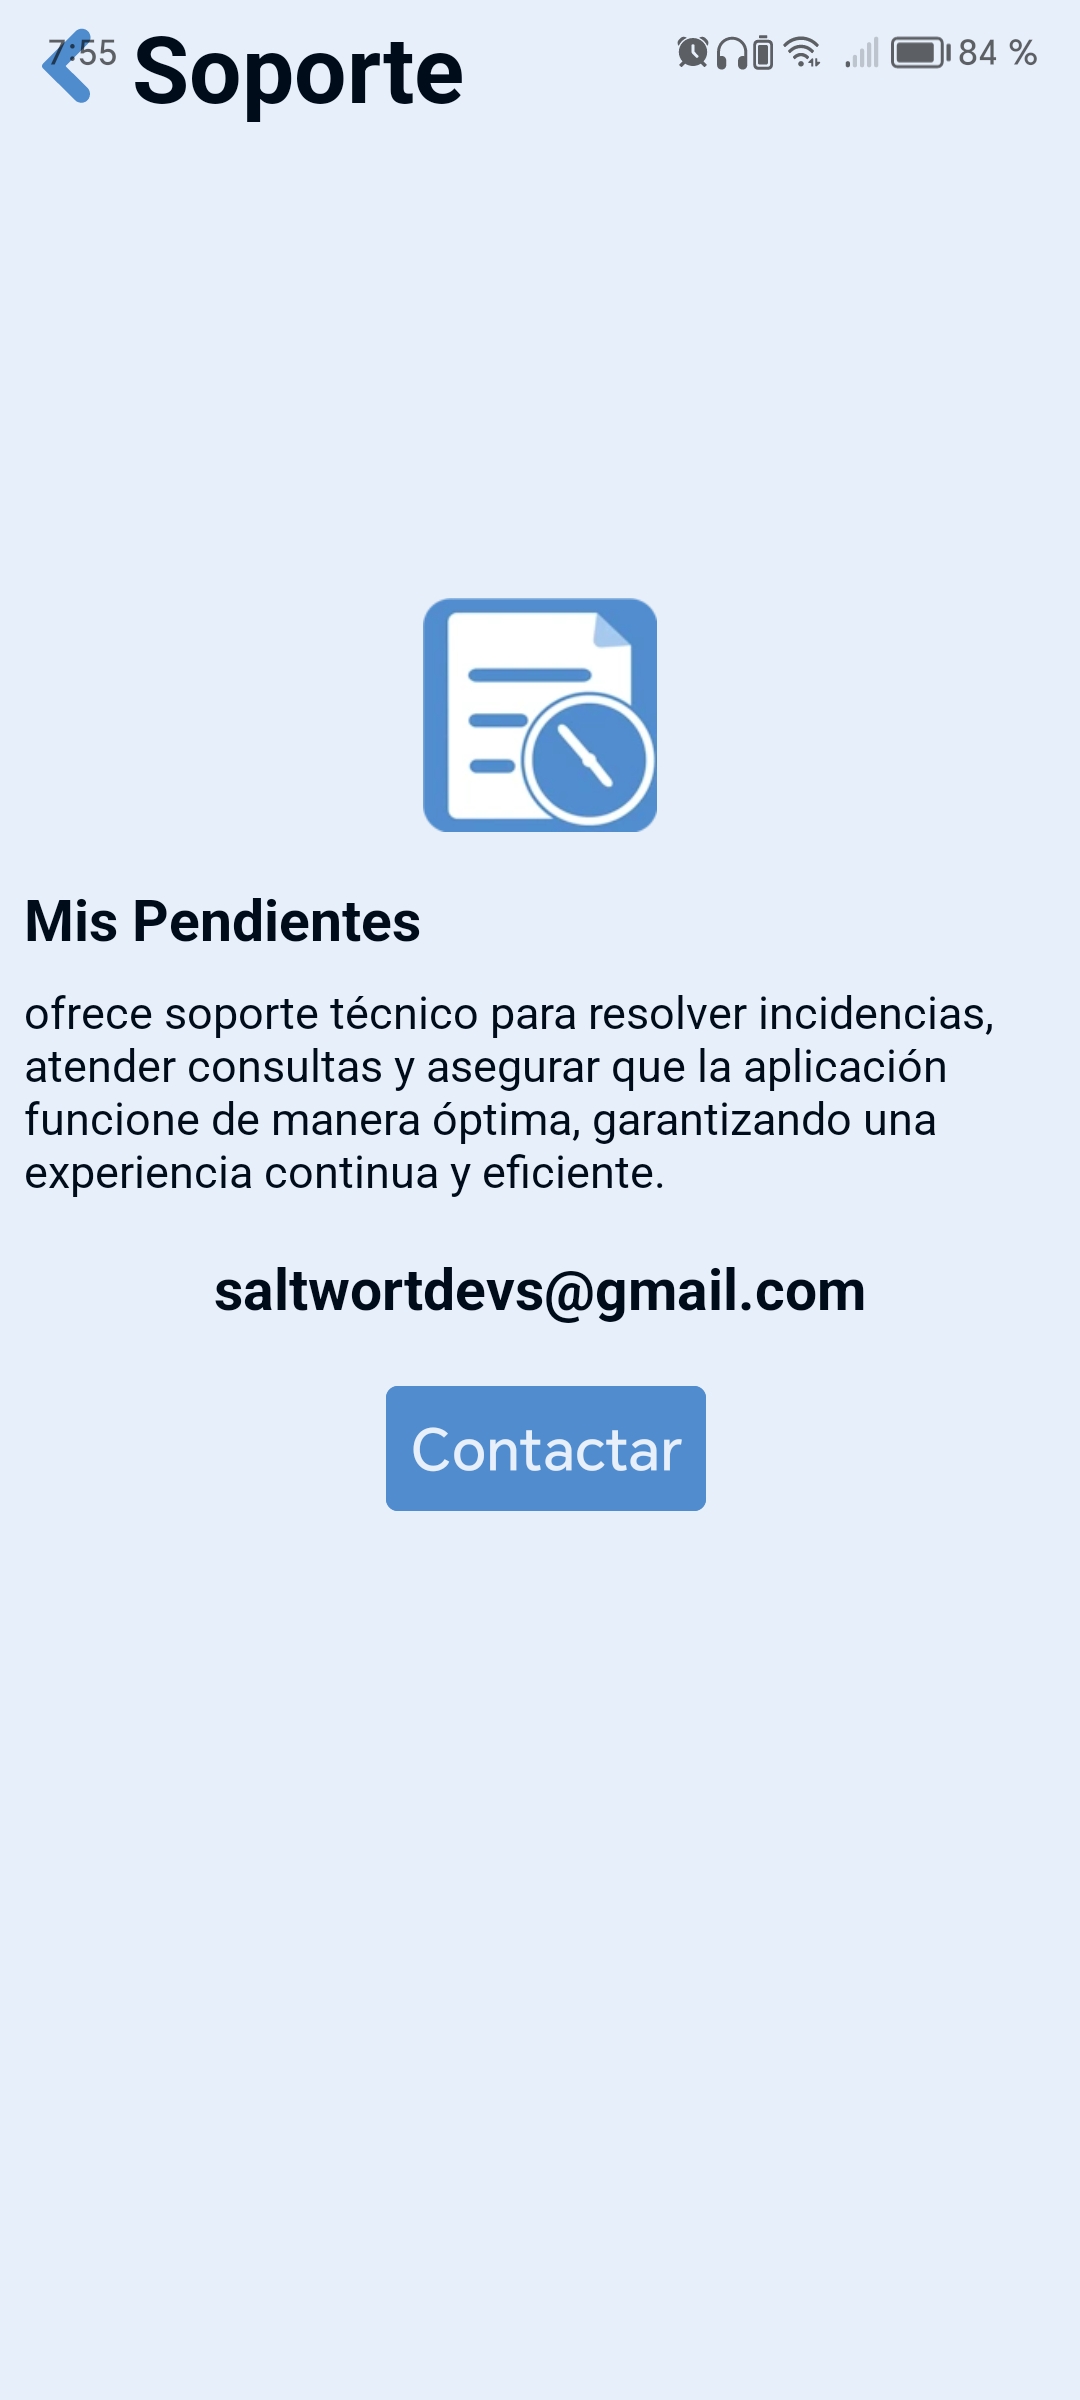 7:55
84 %
Soporte
Mis Pendientes
ofrece soporte técnico para resolver incidencias,
atender consultas y asegurar que la aplicación
funcione de manera óptima, garantizando una
experiencia continua y eficiente.
saltwortdevs@gmail.com
Contactar